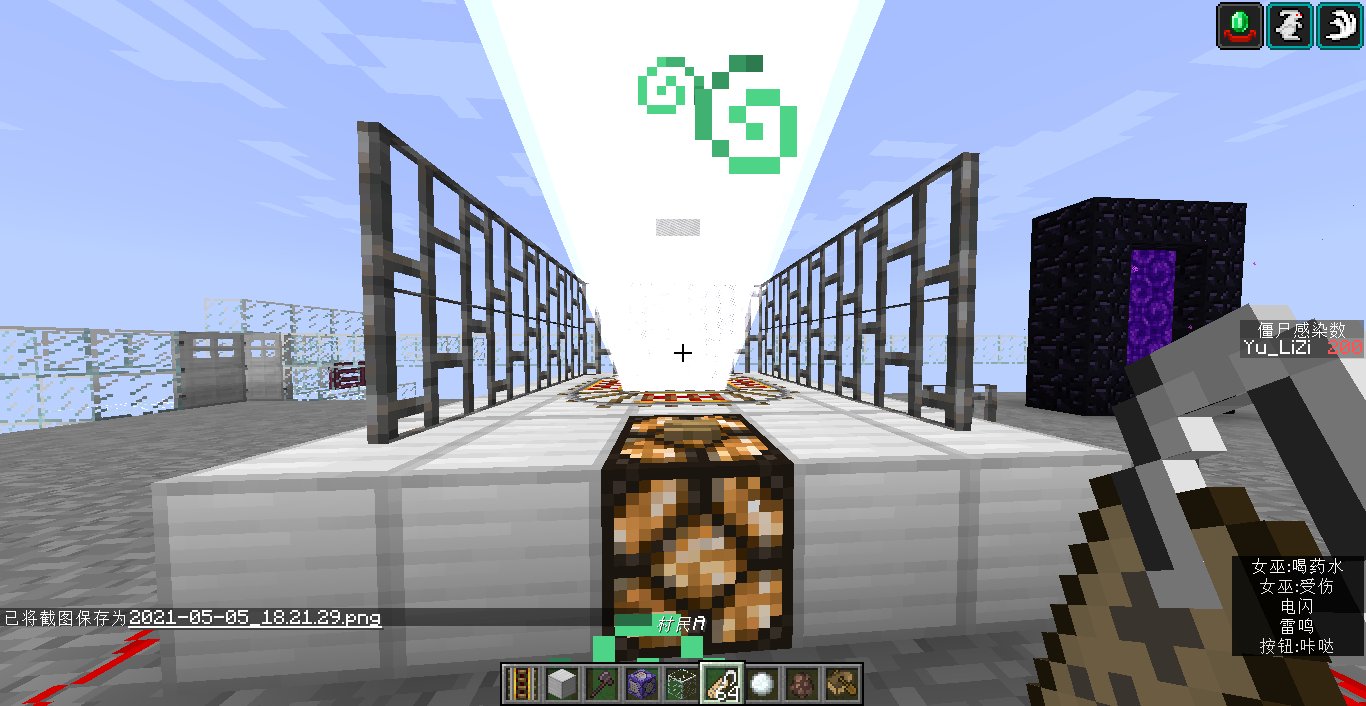 僵尸感染数
Yu_LiZi 200
女巫:喝药水
女巫:受伤
电闪
雷鸣
按钮:咔哒
已将截图保存为2021-05-05_18.21.29.png
村民A
62